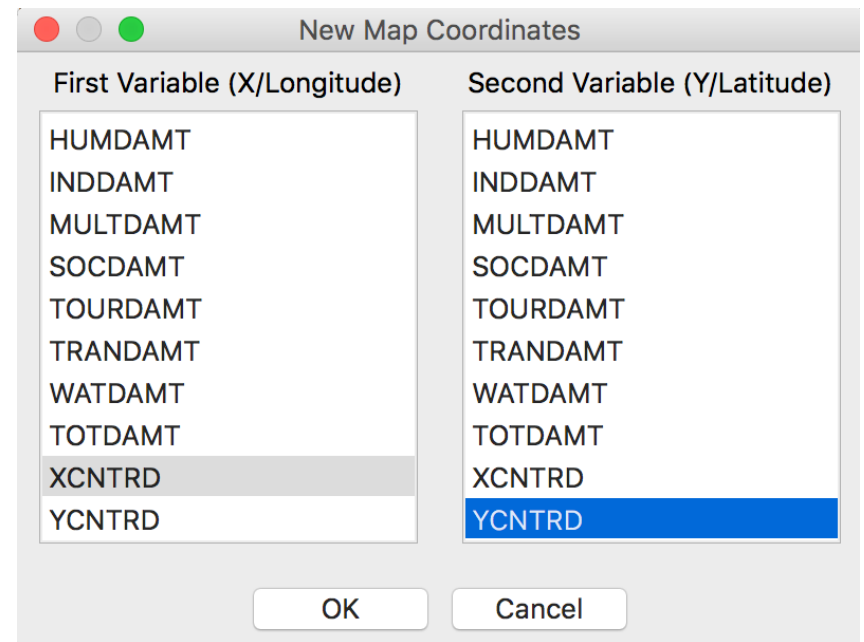 New Map Coordinates
First Variable (X/Longitude)
HUMDAMT
INDDAMT
MULTDAMT
SOCDAMT
TOURDAMT
TRANDAMT
WATDAMT
TOTDAMT
XCNTRD
YCNTRD
Second Variable (Y/Latitude)
HUMDAMT
INDDAMT
MULTDAMT
SOCDAMT
TOURDAMT
TRANDAMT
WATDAMT
TOTDAMT
XCNTRD
YCNTRD
OK
Cancel